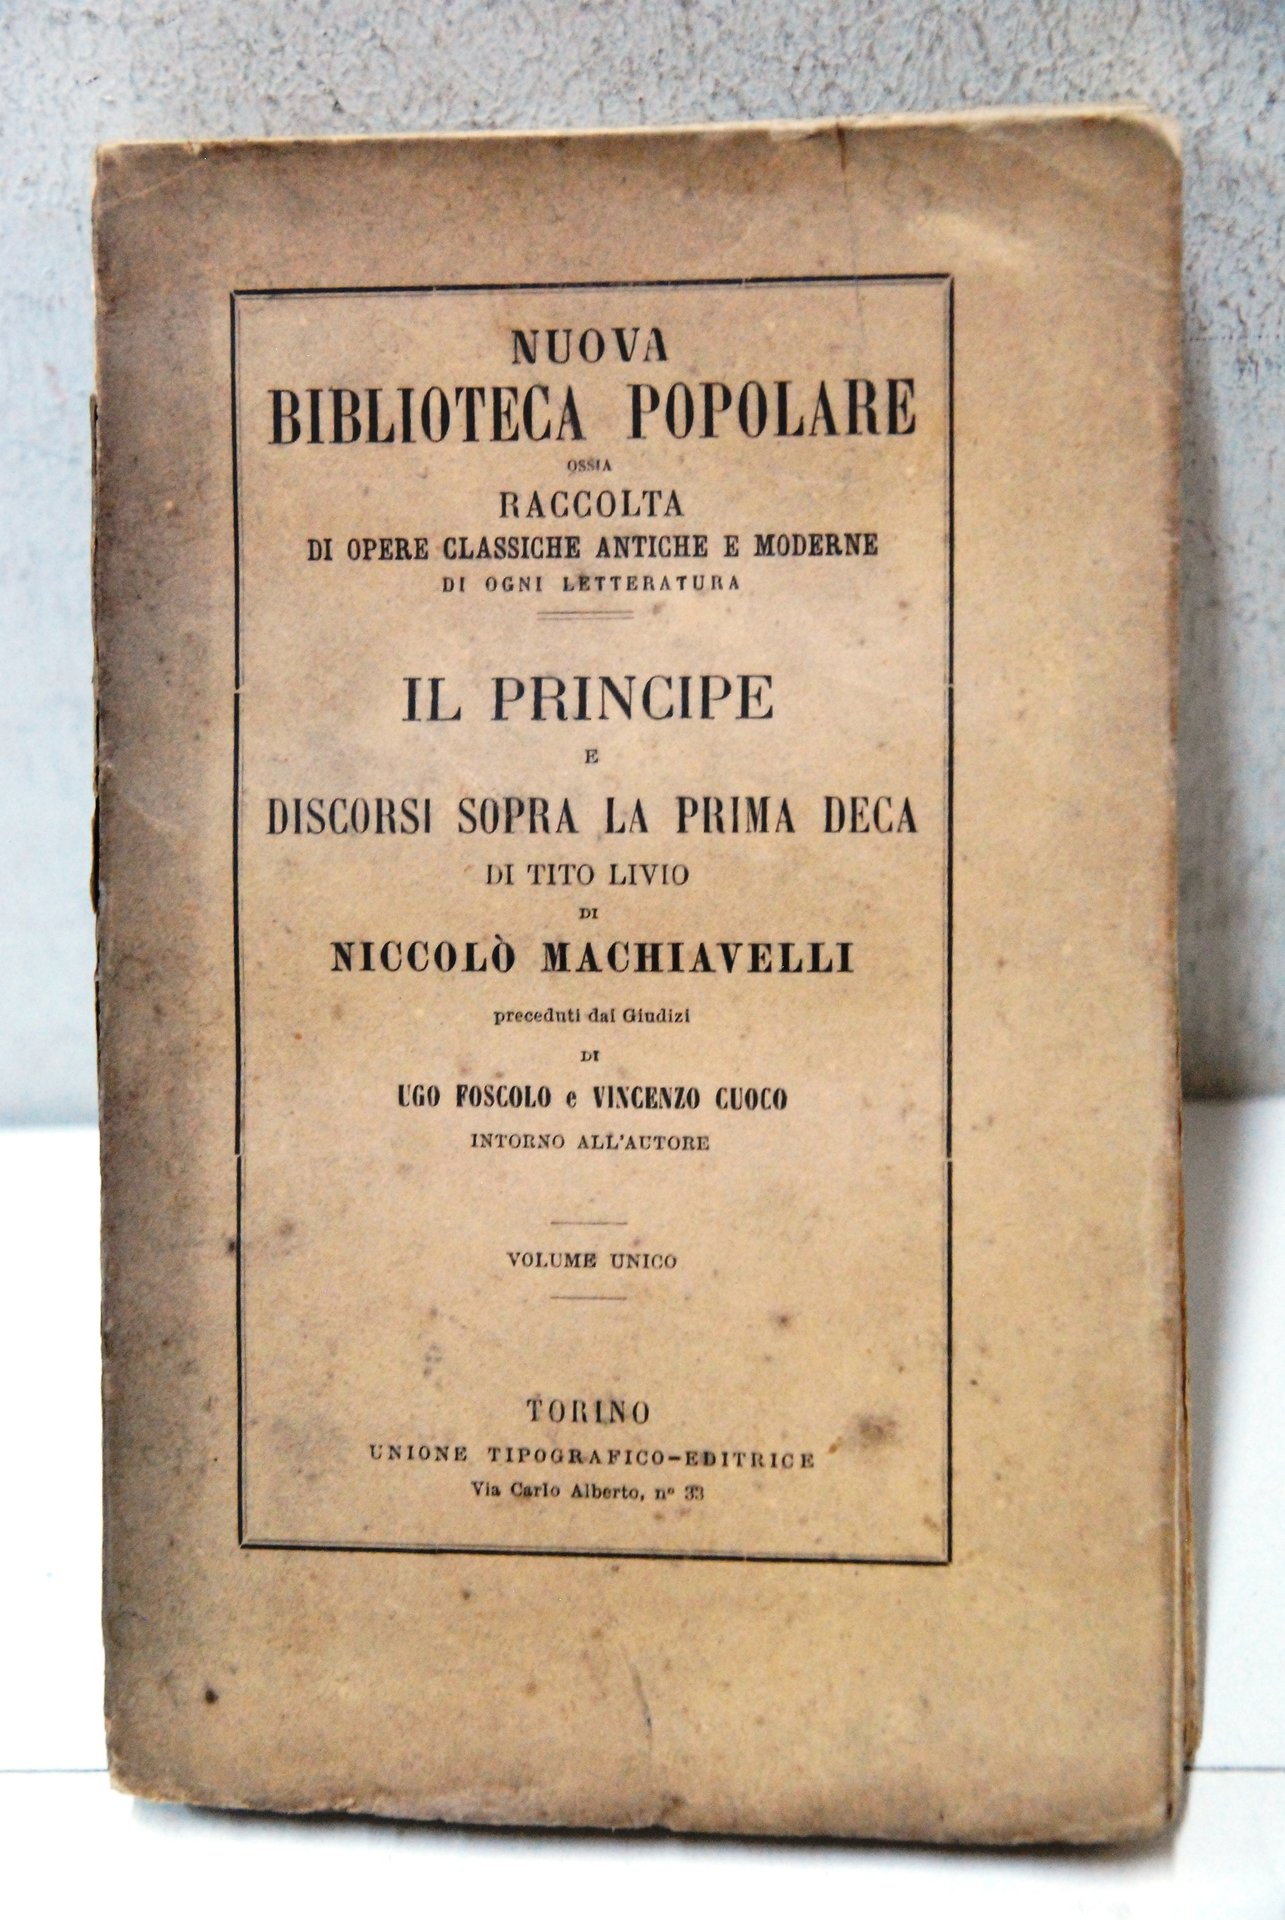 NUOVA
BIBLIOTECA POPOLARE
OSSIA
RACCOLTA
DI OPERE CLASSICHE ANTICHE E MODERNE
DI OGNI LETTERATURA
IL PRINCIPE
E
DISCORSI SOPRA LA PRIMA DECA
DI TITO LIVIO
DI
NICCOLÒ MACHIAVELLI
preceduti dai Giudizi
DI
UGO FOSCOLO e VINCENZO CUOCO
INTORNO ALL'AUTORE
VOLUME UNICO
TORINO
UNIONE TIPOGRAFICO-EDITRICE
Via Carlo Alberto, nº 33